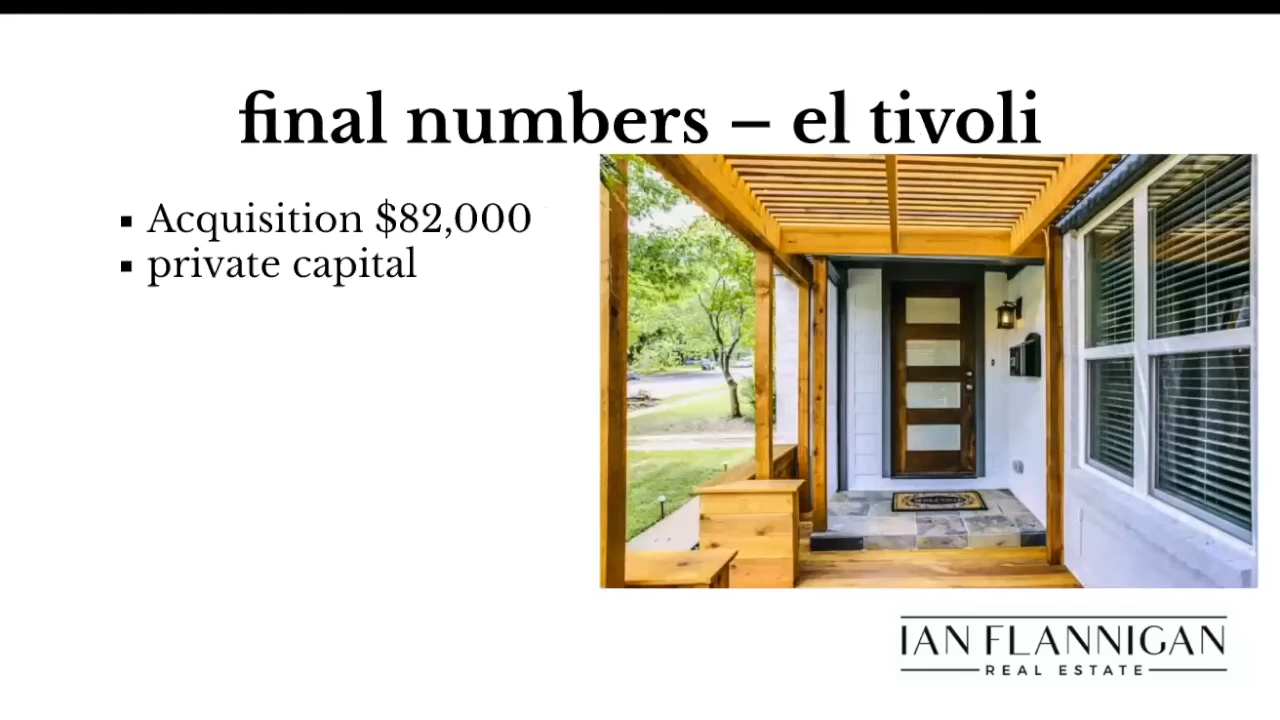 final numbers – el tivoli
▪ Acquisition $82,000
▪ private capital
IAN FLANNIGAN
REAL ESTATE